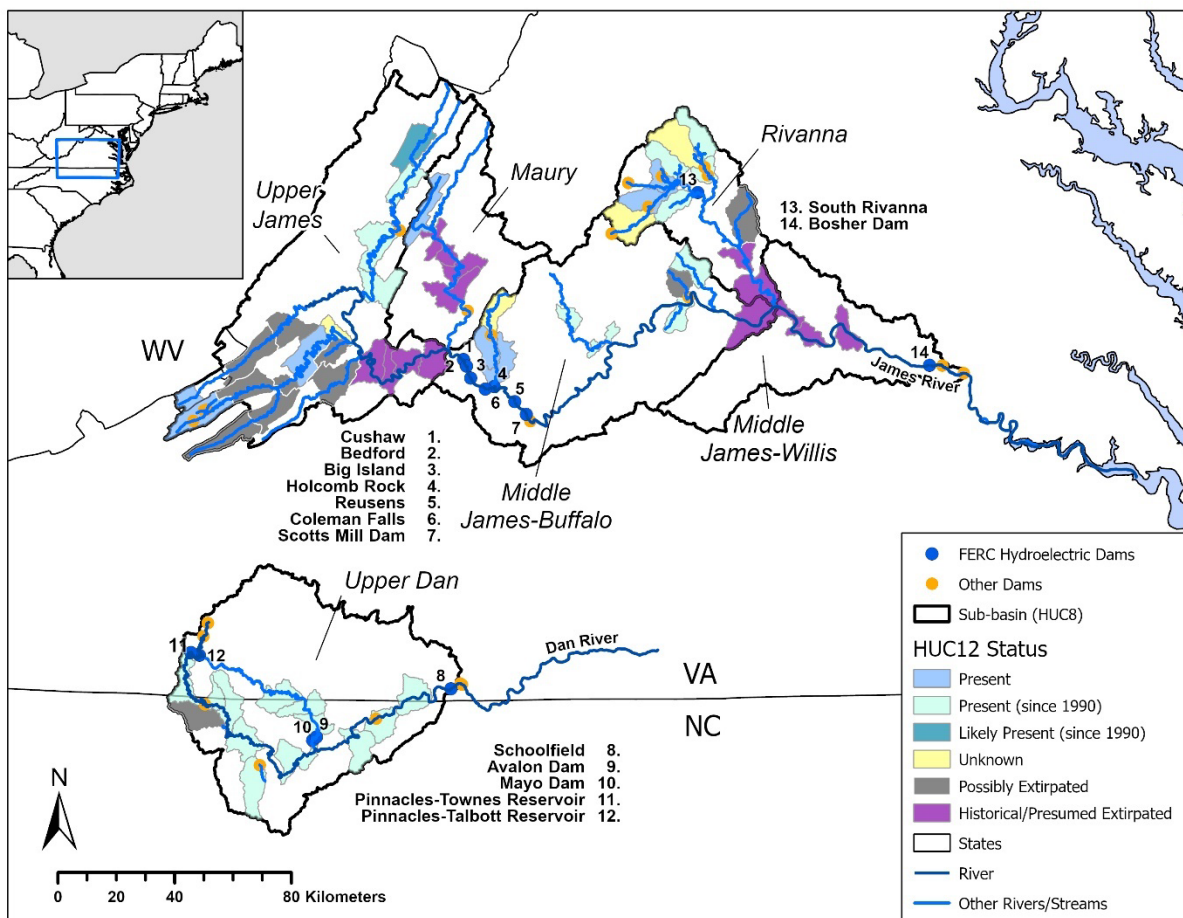 Rivanna
Maury
Upper
James
13
13. South Rivanna
14. Bosher Dam
WV
1
2
3
4
5
6
7
14
James River
Cushaw 1.
Bedford 2.
Big Island 3.
Holcomb Rock 4.
Reusens 5.
Coleman Falls 6.
Scotts Mill Dam 7.
Middle
James-Buffalo
Middle
James-Willis
Upper Dan
Dan River
11
12
8
VA
NC
9
10
Schoolfield 8.
Avalon Dam 9.
Mayo Dam 10.
Pinnacles-Townes Reservoir 11.
Pinnacles-Talbott Reservoir 12.
N
0 20 40 60 80 Kilometers
FERC Hydroelectric Dams
Other Dams
Sub-basin (HUC8)
HUC12 Status
Present
Present (since 1990)
Likely Present (since 1990)
Unknown
Possibly Extirpated
Historical/Presumed Extirpated
States
River
Other Rivers/Streams